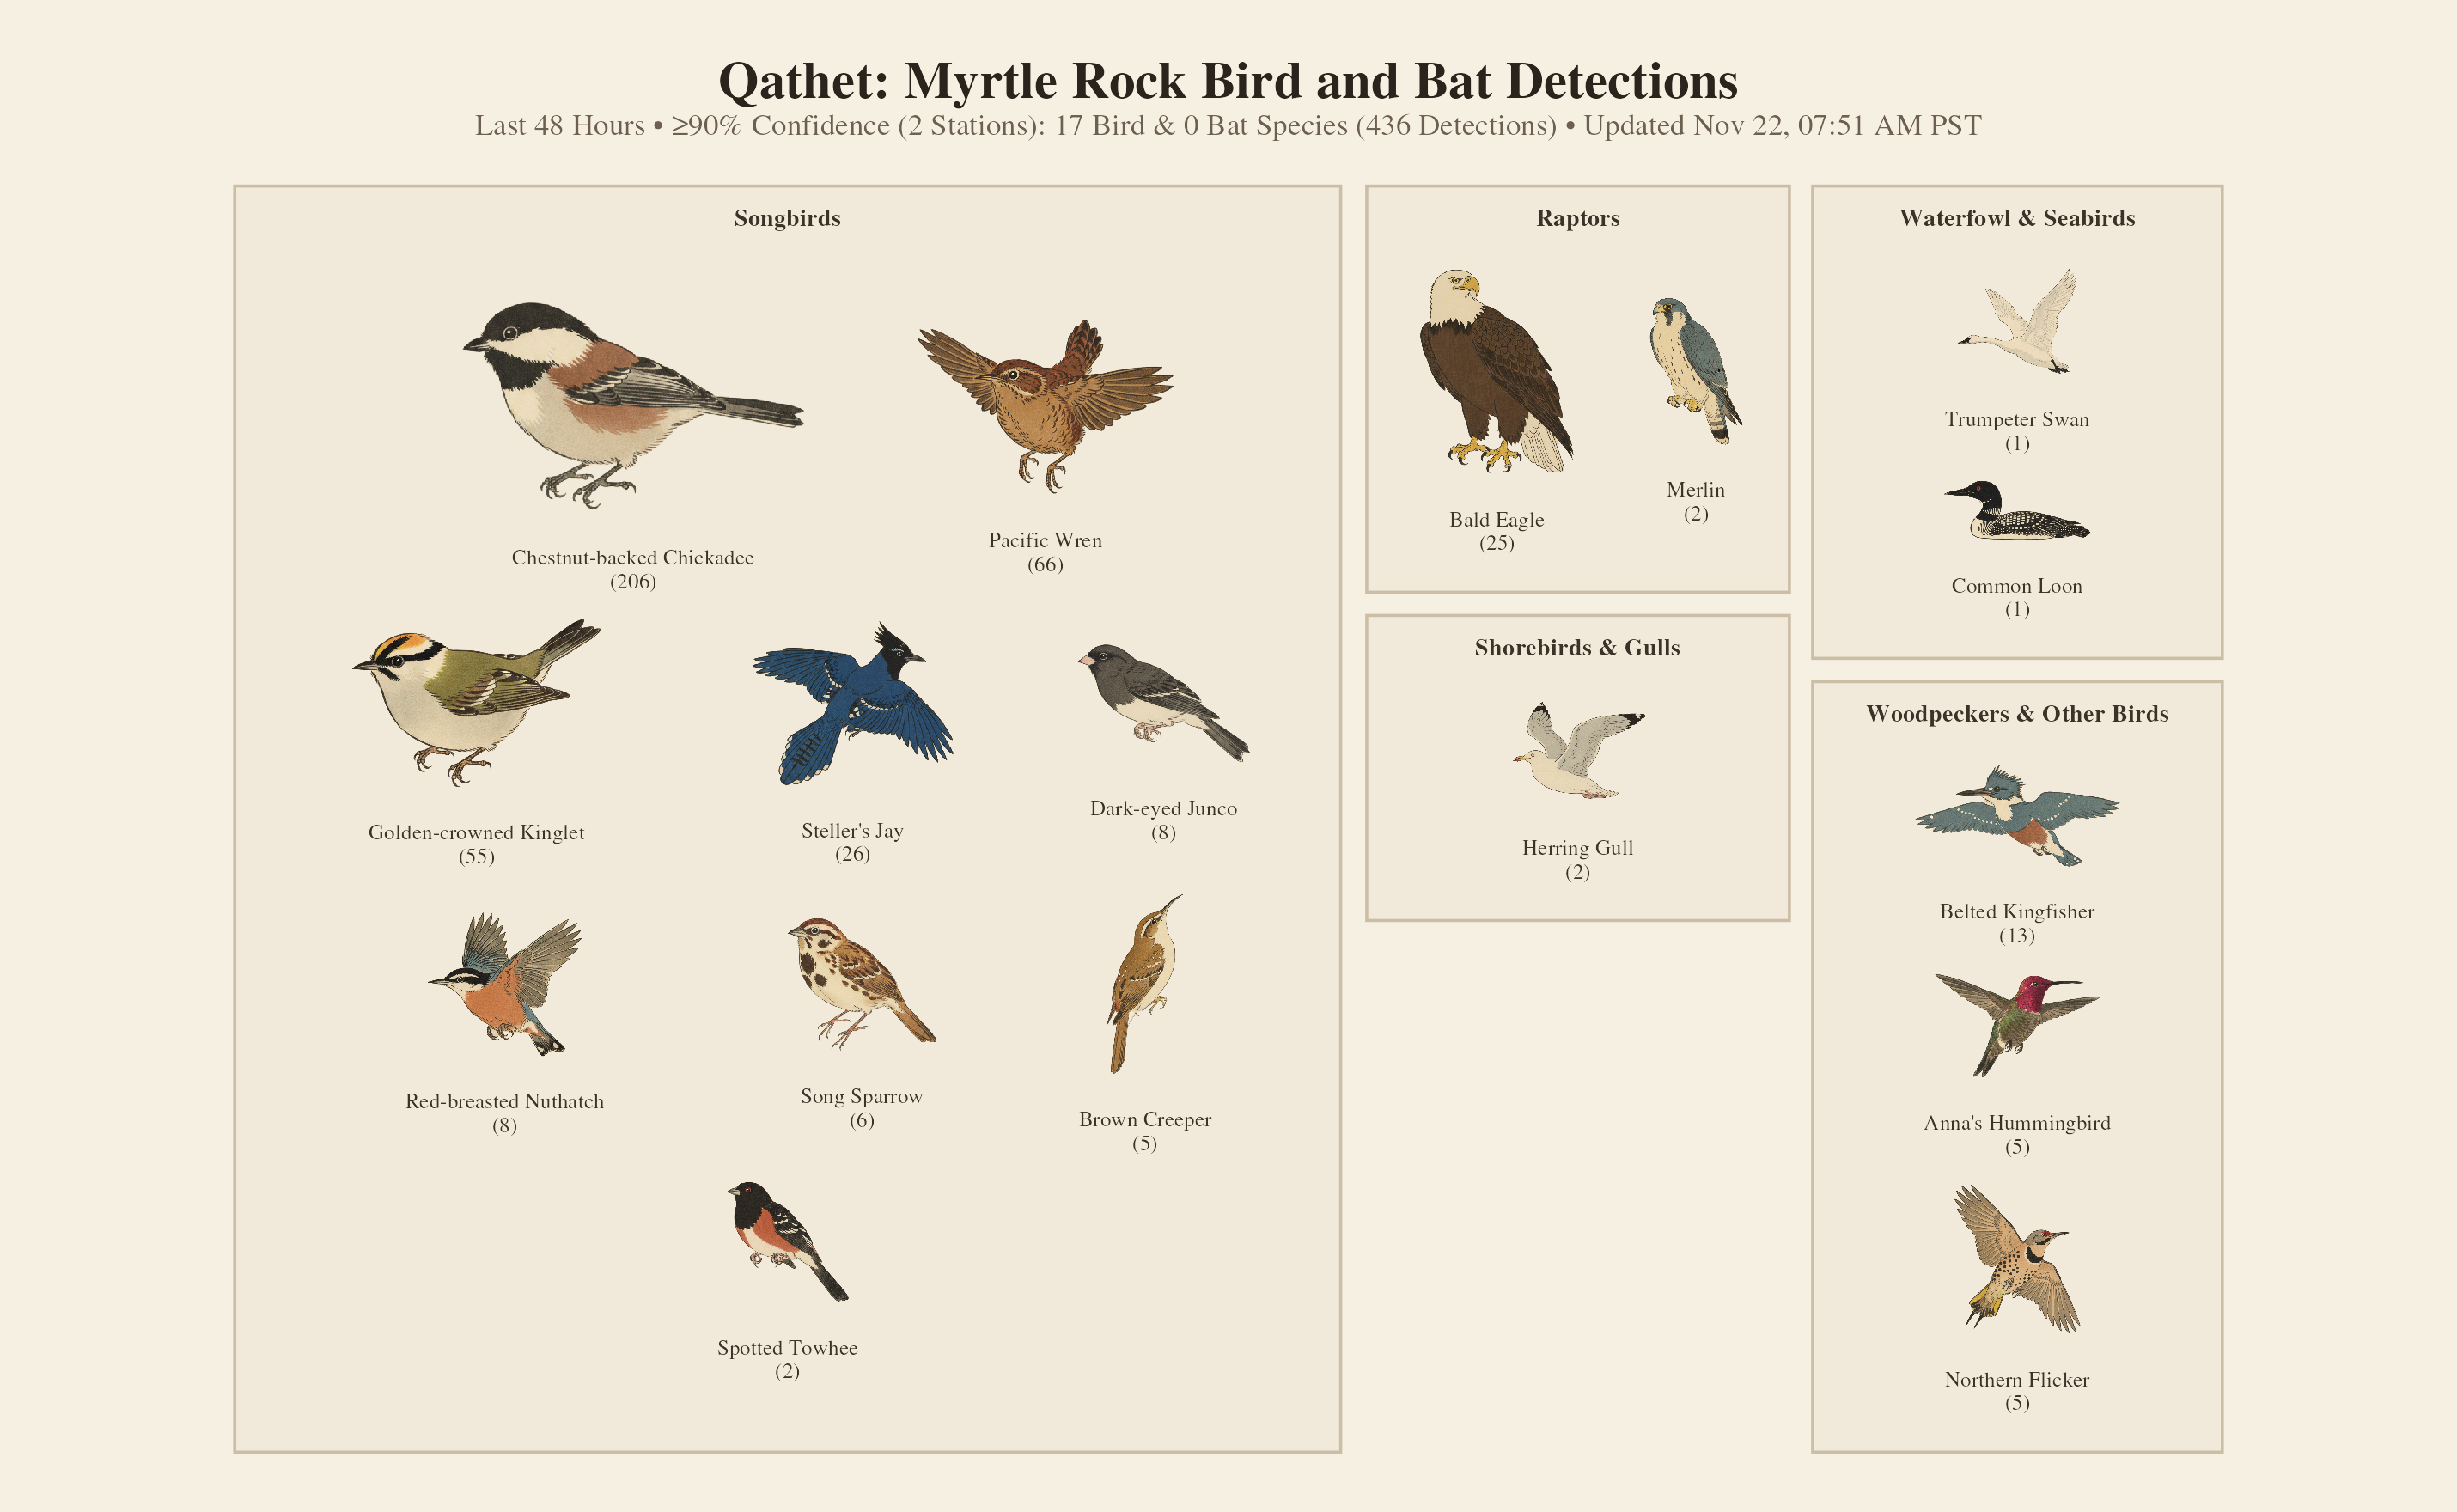 Qathet: Myrtle Rock Bird and Bat Detections
Last 48 Hours • ≥90% Confidence (2 Stations): 17 Bird & 0 Bat Species (436 Detections) • Updated Nov 22, 07:51 AM PST
Songbirds
Chestnut-backed Chickadee
(206)
Pacific Wren
(66)
Golden-crowned Kinglet
(55)
Steller's Jay
(26)
Dark-eyed Junco
(8)
Red-breasted Nuthatch
(8)
Song Sparrow
(6)
Brown Creeper
(5)
Spotted Towhee
(2)
Raptors
Bald Eagle
(25)
Merlin
(2)
Shorebirds & Gulls
Herring Gull
(2)
Waterfowl & Seabirds
Trumpeter Swan
(1)
Common Loon
(1)
Woodpeckers & Other Birds
Belted Kingfisher
(13)
Anna's Hummingbird
(5)
Northern Flicker
(5)